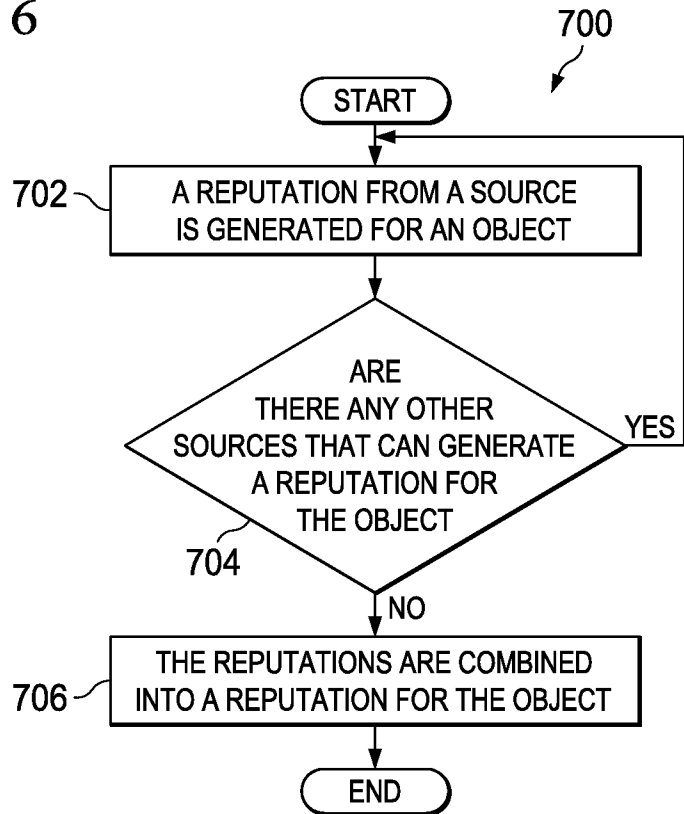 6
700
START
702
A REPUTATION FROM A SOURCE
IS GENERATED FOR AN OBJECT
ARE
THERE ANY OTHER
SOURCES THAT CAN GENERATE
A REPUTATION FOR
THE OBJECT
YES
704
NO
706
THE REPUTATIONS ARE COMBINED
INTO A REPUTATION FOR THE OBJECT
END